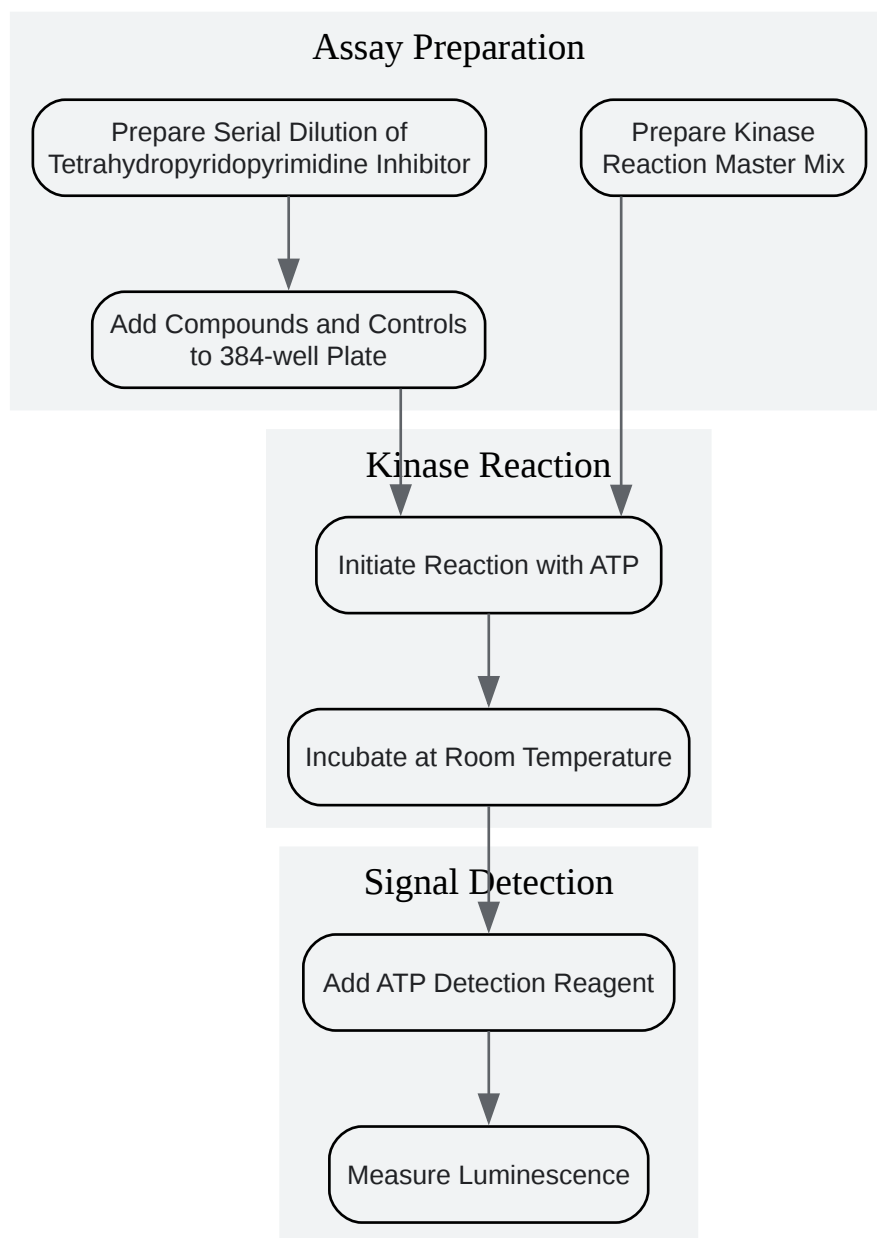 Assay Preparation
Prepare Serial Dilution of
Tetrahydropyridopyrimidine Inhibitor
Prepare Kinase
Reaction Master Mix
Add Compounds and Controls
to 384-well Plate
Kinase Reaction
Initiate Reaction with ATP
Incubate at Room Temperature
Signal Detection
Add ATP Detection Reagent
Measure Luminescence